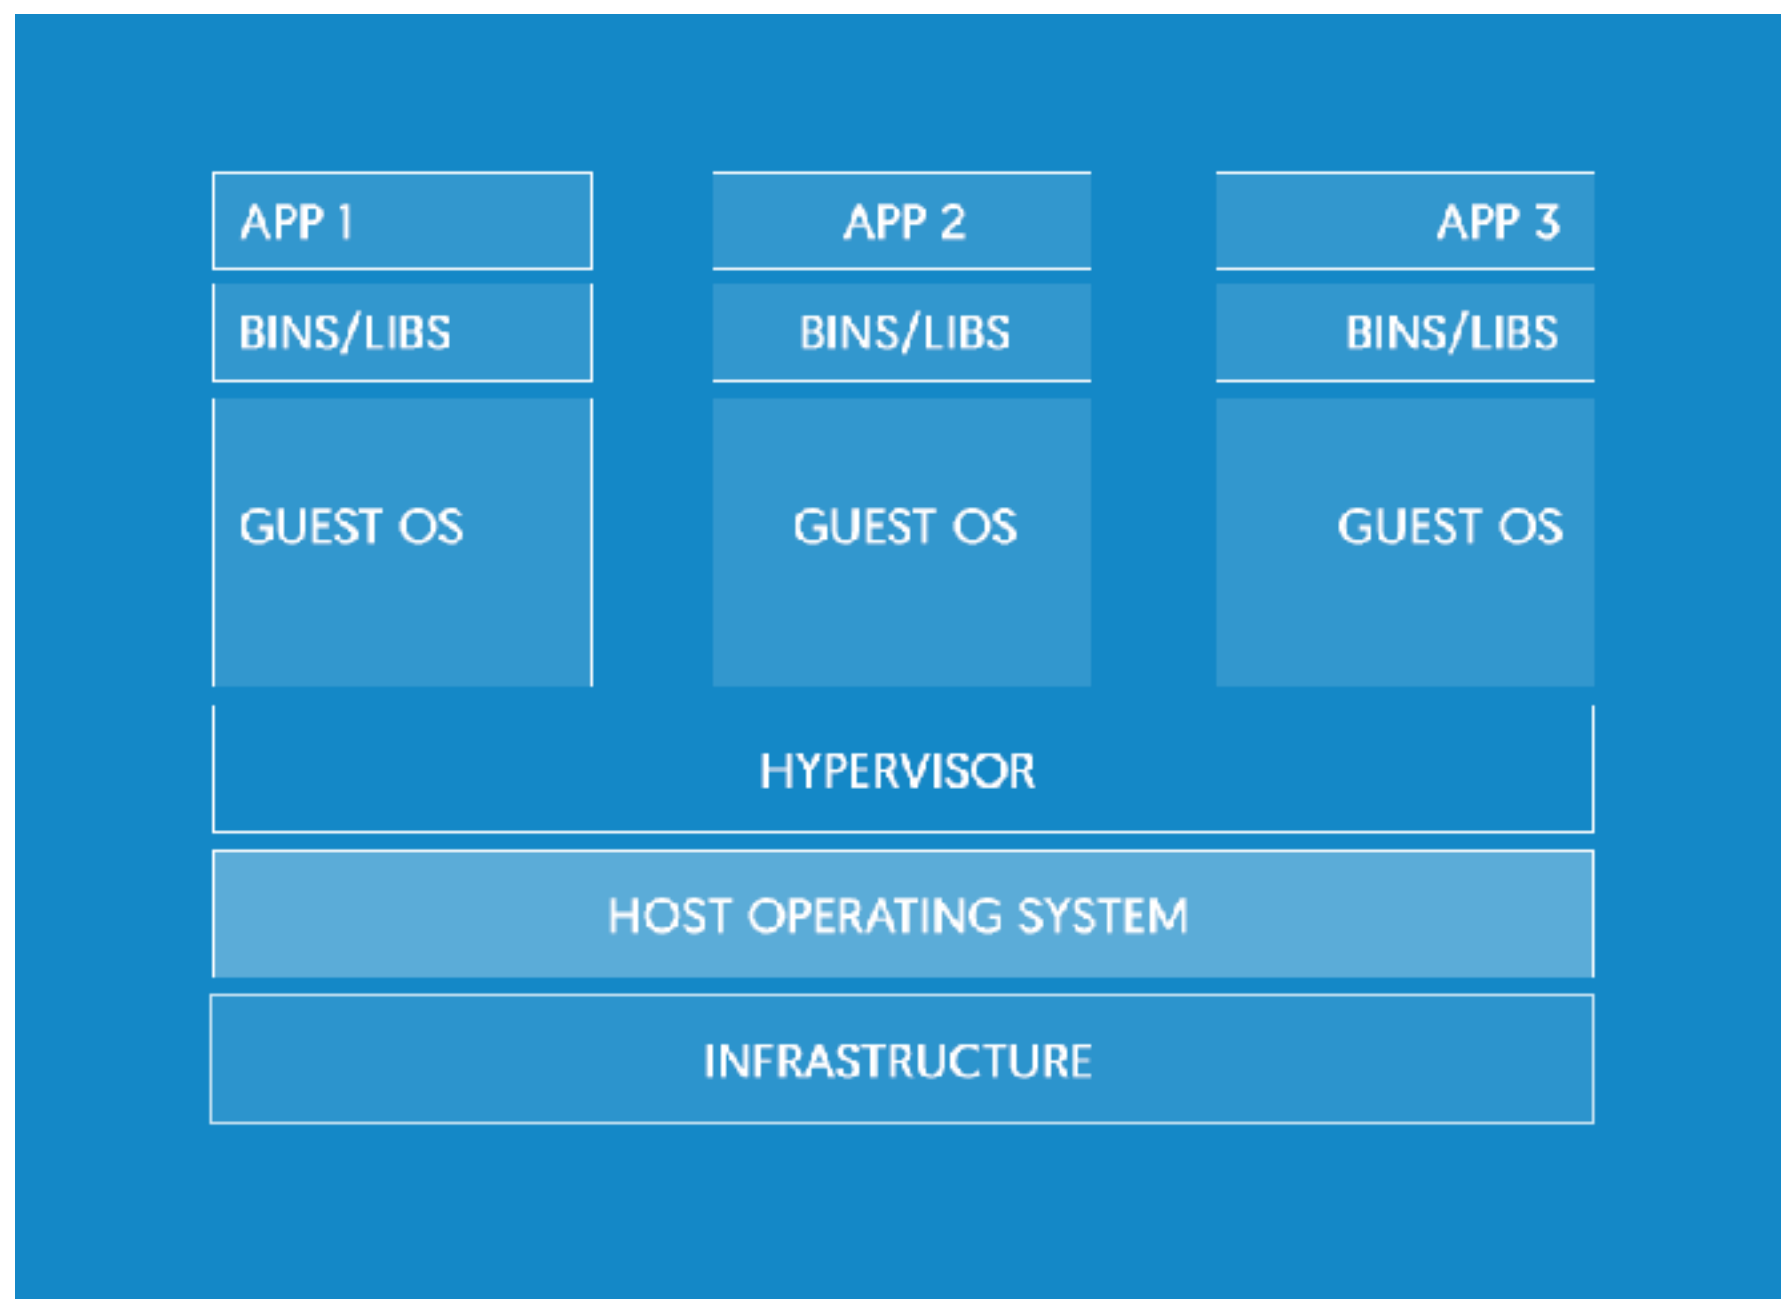 APP 1
APP 2
APP 3
BINS/LIBS
BINS/LIBS
BINS/LIBS
GUEST OS
GUEST OS
GUEST OS
HYPERVISOR
HOST OPERATING SYSTEM
INFRASTRUCTURE